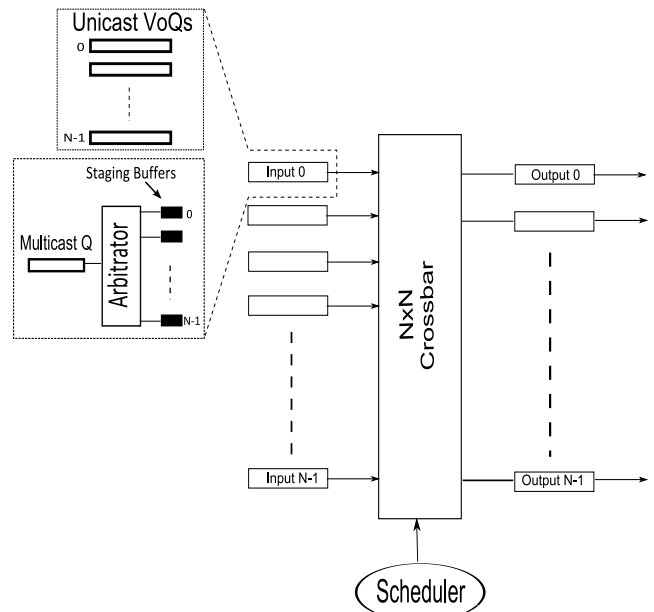 Unicast VoQs
0
N-1
Staging Buffers
0
Multicast Q
Arbitrator
N-1
Input 0
Input N-1
NxN
Crossbar
Output 0
Output N-1
Scheduler